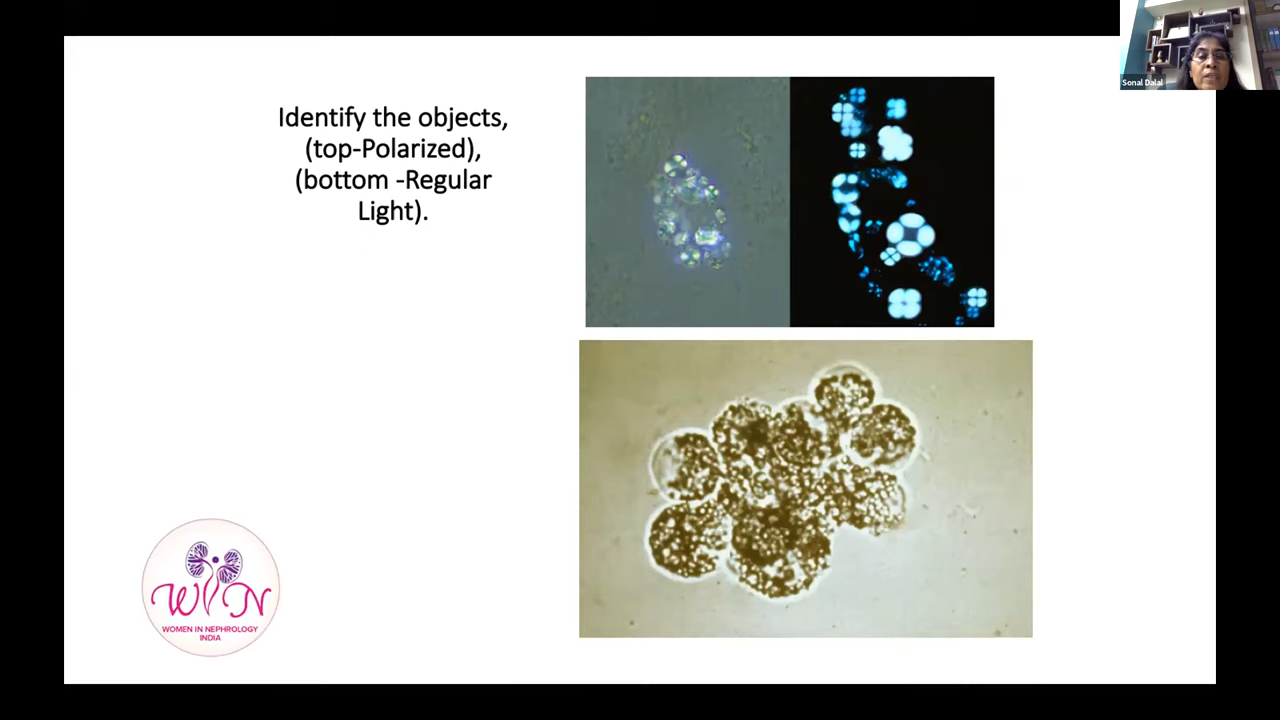 Identify the objects,
(top-Polarized),
(bottom -Regular
Light).
Sonal Dalal
WIN
WOMEN IN NEPHROLOGY
INDIA